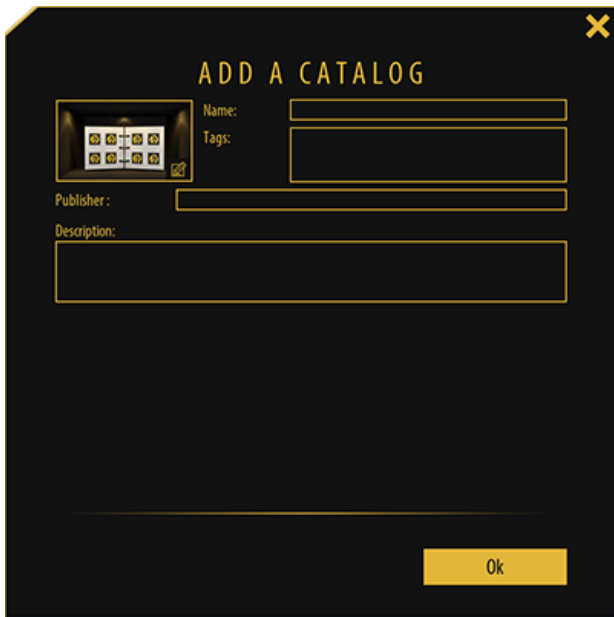 ADD A CATALOG
Name:
Tags:
Publisher :
Description:
Ok